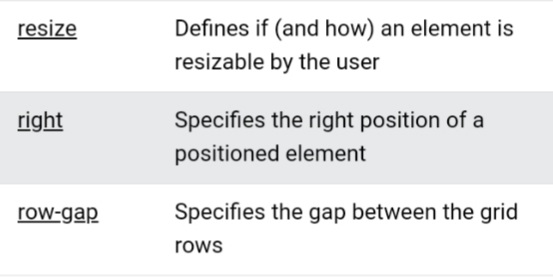 resize Defines if (and how) an element is
resizable by the user
right Specifies the right position of a
positioned element
row-gap Specifies the gap between the grid
rows